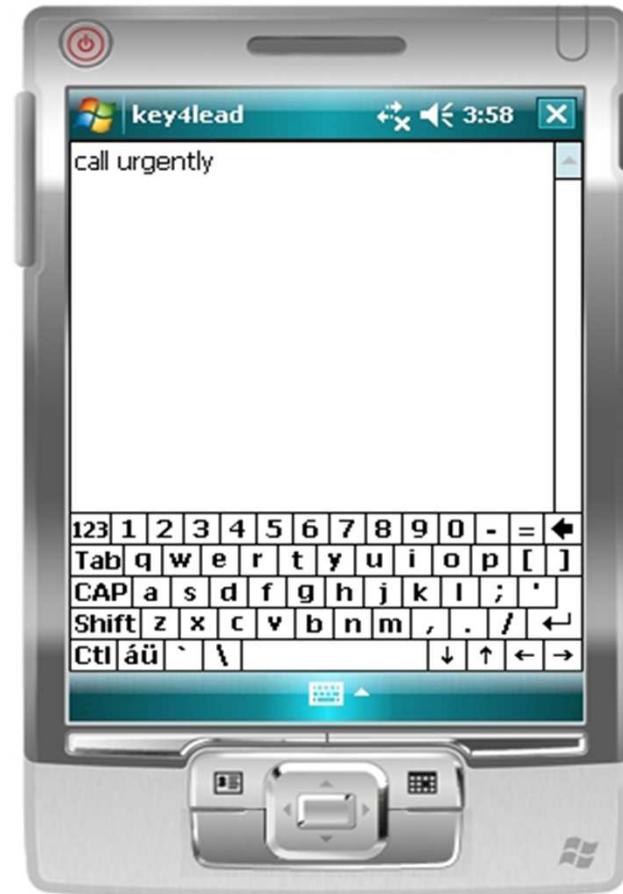 key4lead 3:58
call urgently
123 1 2 3 4 5 6 7 8 9 0 - =
Tab q w e r t y u i o p [ ]
CAP a s d f g h j k l ; '
Shift z x c v b n m , . /
Ctl áü ` \ ↓ ↑ ← →